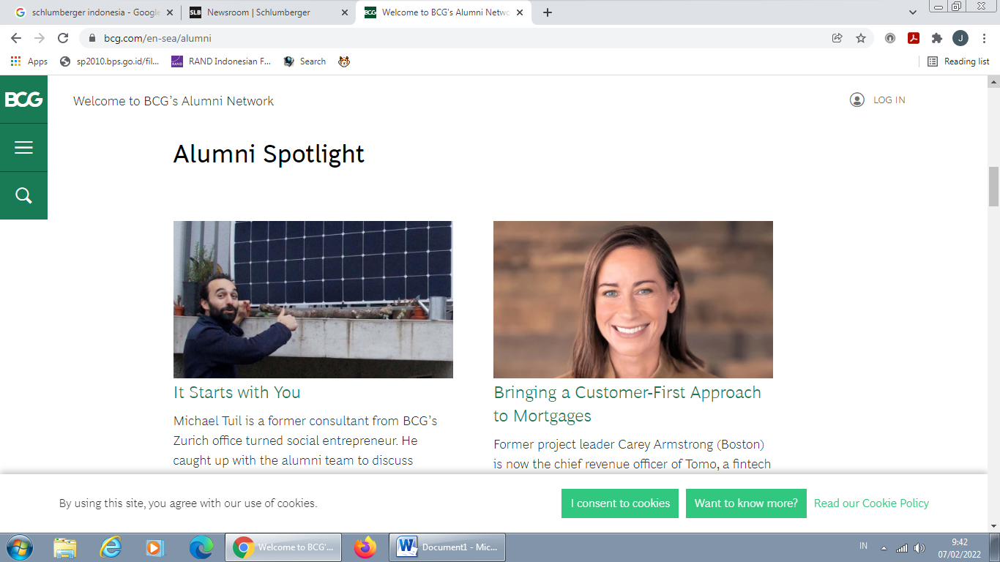 schlumberger indonesia - Google
SLB Newsroom | Schlumberger
BCG Welcome to BCG's Alumni Netwo
bcg.com/en-sea/alumni
J
Apps
sp2010.bps.go.id/fil...
RAND RAND Indonesian F...
Search
Reading list
BCG
Welcome to BCG's Alumni Network
LOG IN
Alumni Spotlight
It Starts with You
Michael Tuil is a former consultant from BCG's
Zurich office turned social entrepreneur. He
caught up with the alumni team to discuss
Bringing a Customer-First Approach
to Mortgages
Former project leader Carey Armstrong (Boston)
is now the chief revenue officer of Tomo, a fintech
By using this site, you agree with our use of cookies.
I consent to cookies
Want to know more?
Read our Cookie Policy
Welcome to BCG'...
Document1 - Mic...
IN
9:42
07/02/2022